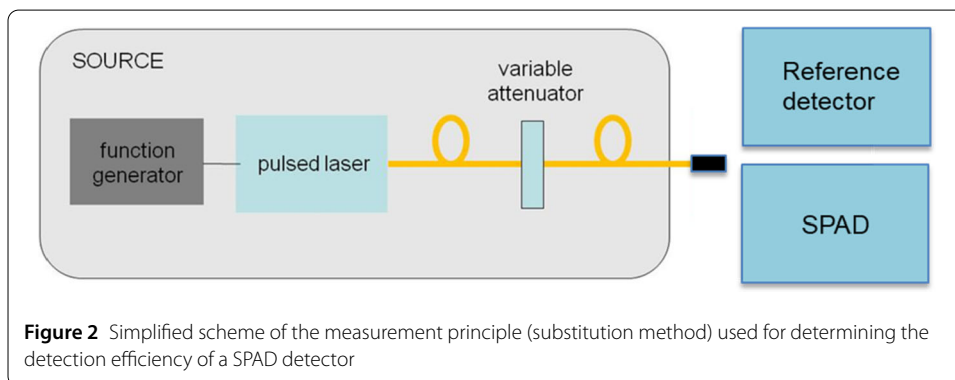 SOURCE
variable
attenuator
function
generator
pulsed laser
Reference
detector
SPAD
Figure 2 Simplified scheme of the measurement principle (substitution method) used for determining the
detection efficiency of a SPAD detector